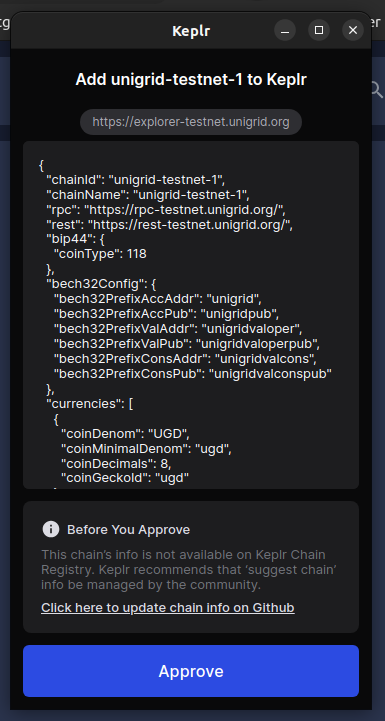 Keplr
Add unigrid-testnet-1 to Keplr
https://explorer-testnet.unigrid.org
{
"chainId": "unigrid-testnet-1",
"chainName": "unigrid-testnet-1",
"rpc": "https://rpc-testnet.unigrid.org/",
"rest": "https://rest-testnet.unigrid.org/",
"bip44": {
"coinType": 118
},
"bech32Config": {
"bech32PrefixAccAddr": "unigrid",
"bech32PrefixAccPub": "unigridpub",
"bech32PrefixValAddr": "unigridvaloper",
"bech32PrefixValPub": "unigridvaloperpub",
"bech32PrefixConsAddr": "unigridvalcons",
"bech32PrefixConsPub": "unigridvalconspub"
},
"currencies": [
{
"coinDenom": "UGD",
"coinMinimalDenom": "ugd",
"coinDecimals": 8,
"coinGeckoId": "ugd"
Before You Approve
This chain's info is not available on Keplr Chain
Registry. Keplr recommends that ‘suggest chain’
info be managed by the community.
Click here to update chain info on Github
Approve